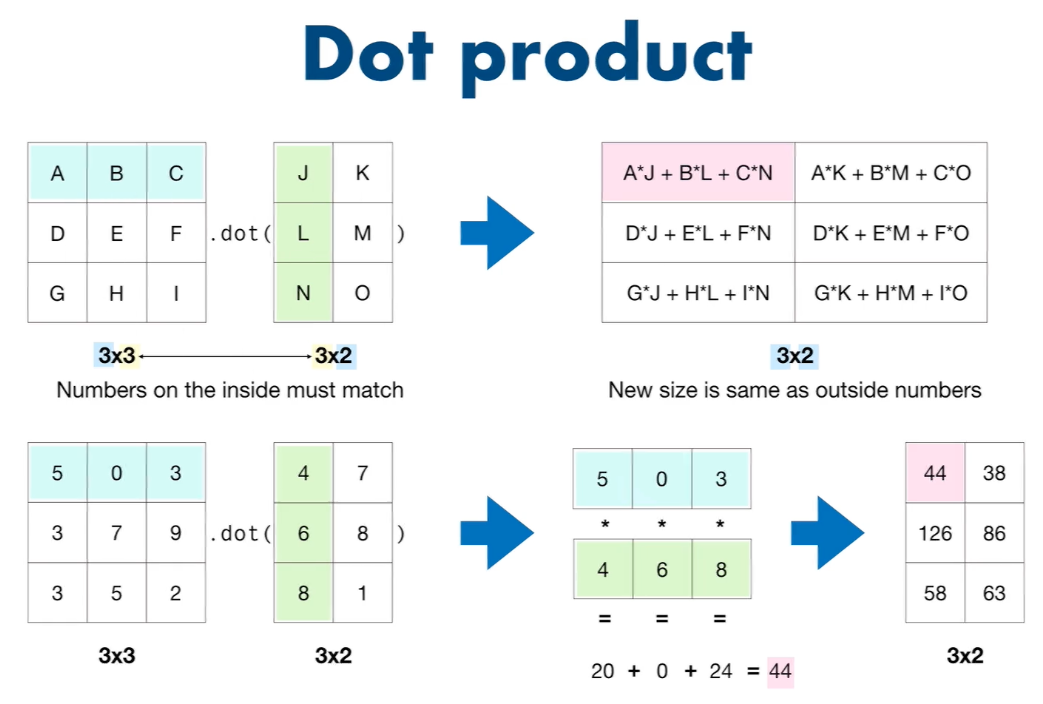 Dot product
A B C J K A*J + B*L + C*N A*K + B*M + C*O
D E F .dot( L M ) D*J + E*L + F*N D*K + E*M + F*O
G H I N O G*J + H*L + I*N G*K + H*M + I*O
3x3 3x2 3x2
Numbers on the inside must match New size is same as outside numbers
5 0 3 4 7 5 0 3 44 38
* * *
3 7 9 .dot( 6 8 ) 126 86
4 6 8
3 5 2 8 1 58 63
= = =
3x3 3x2 3x2
20 + 0 + 24 = 44